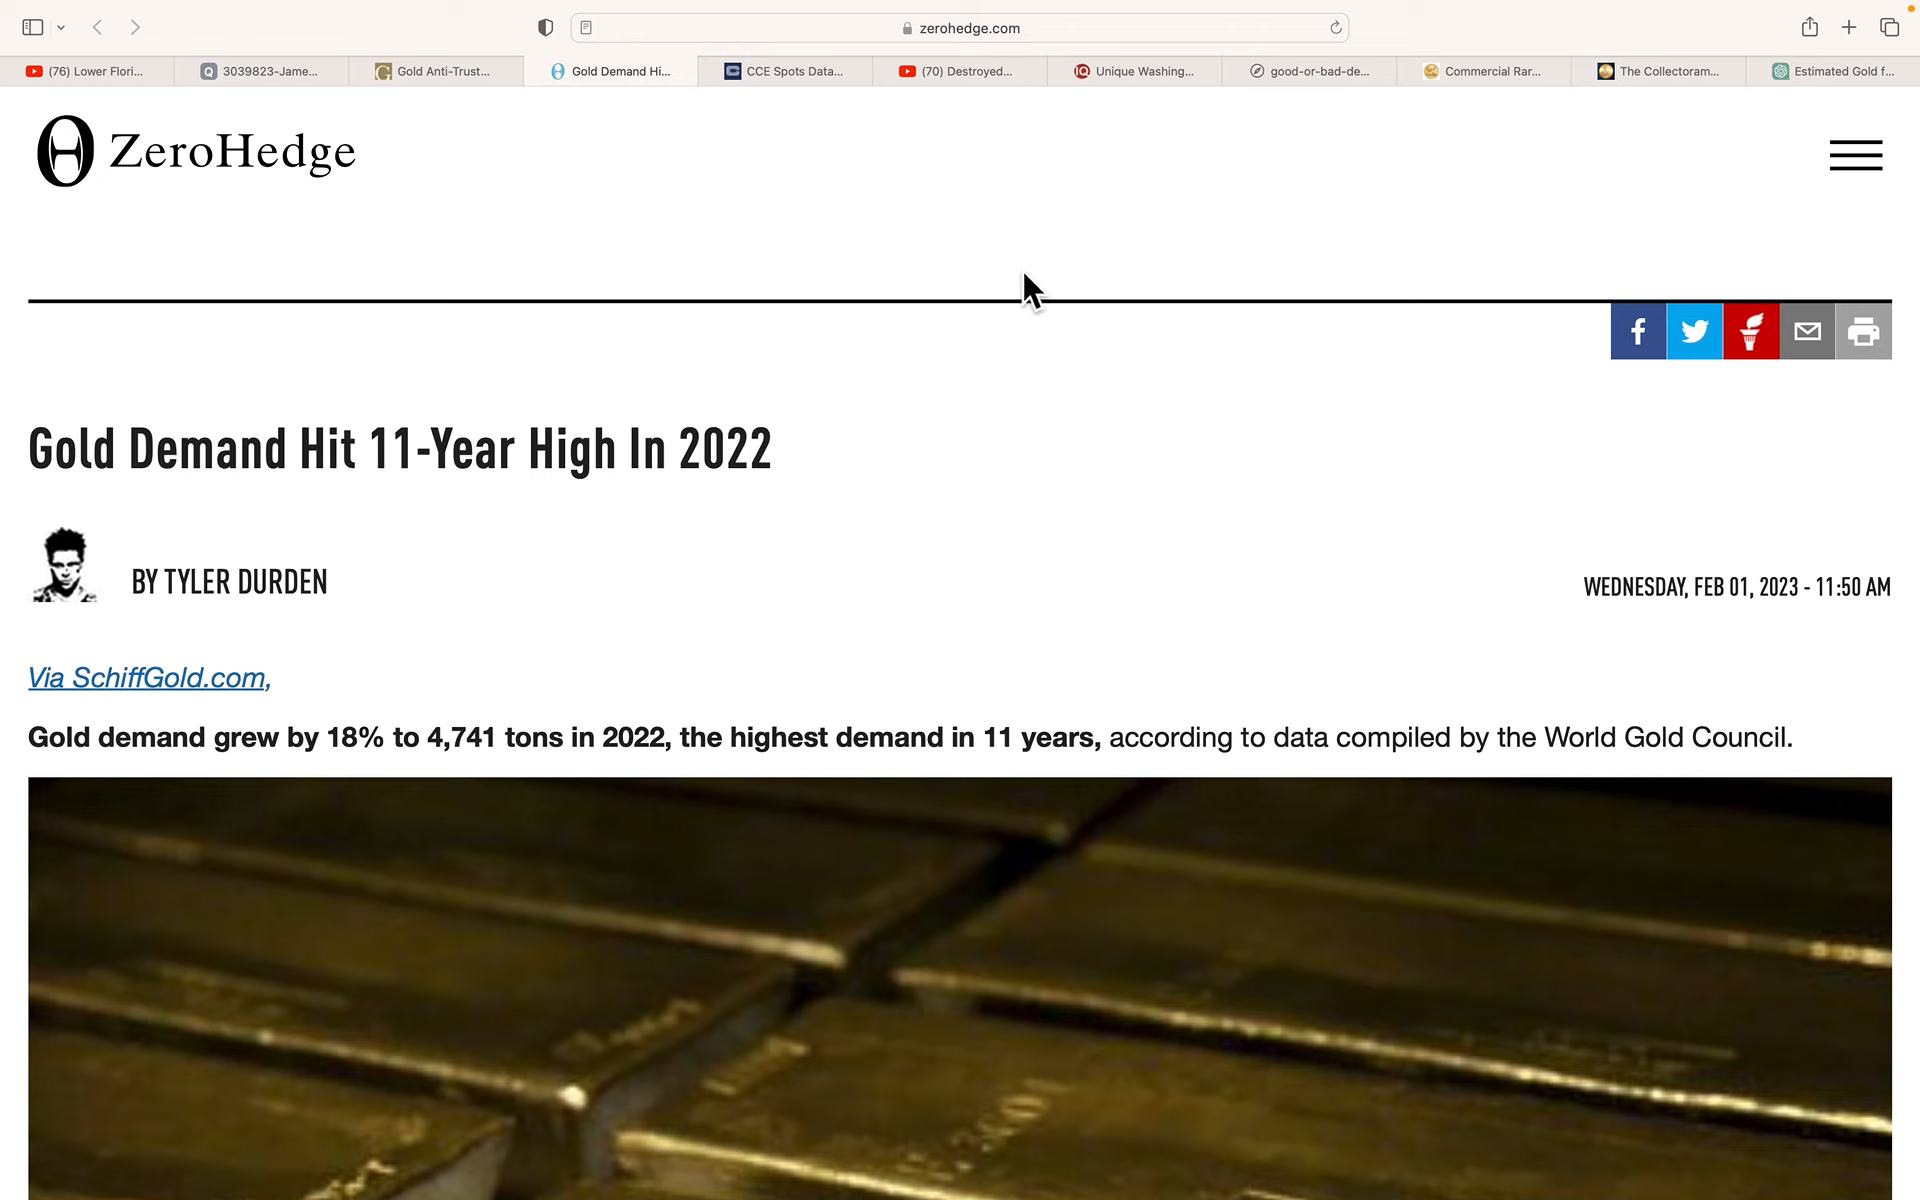 zerohedge.com
(76) Lower Flori...
3039823-Jame...
Gold Anti-Trust...
Gold Demand Hi...
CCE Spots Data...
(70) Destroyed...
Unique Washing...
good-or-bad-de...
Commercial Rar...
The Collectoram...
Estimated Gold f...
ZeroHedge
Gold Demand Hit 11-Year High In 2022
BY TYLER DURDEN
WEDNESDAY, FEB 01, 2023 - 11:50 AM
Via SchiffGold.com,
Gold demand grew by 18% to 4,741 tons in 2022, the highest demand in 11 years, according to data compiled by the World Gold Council.